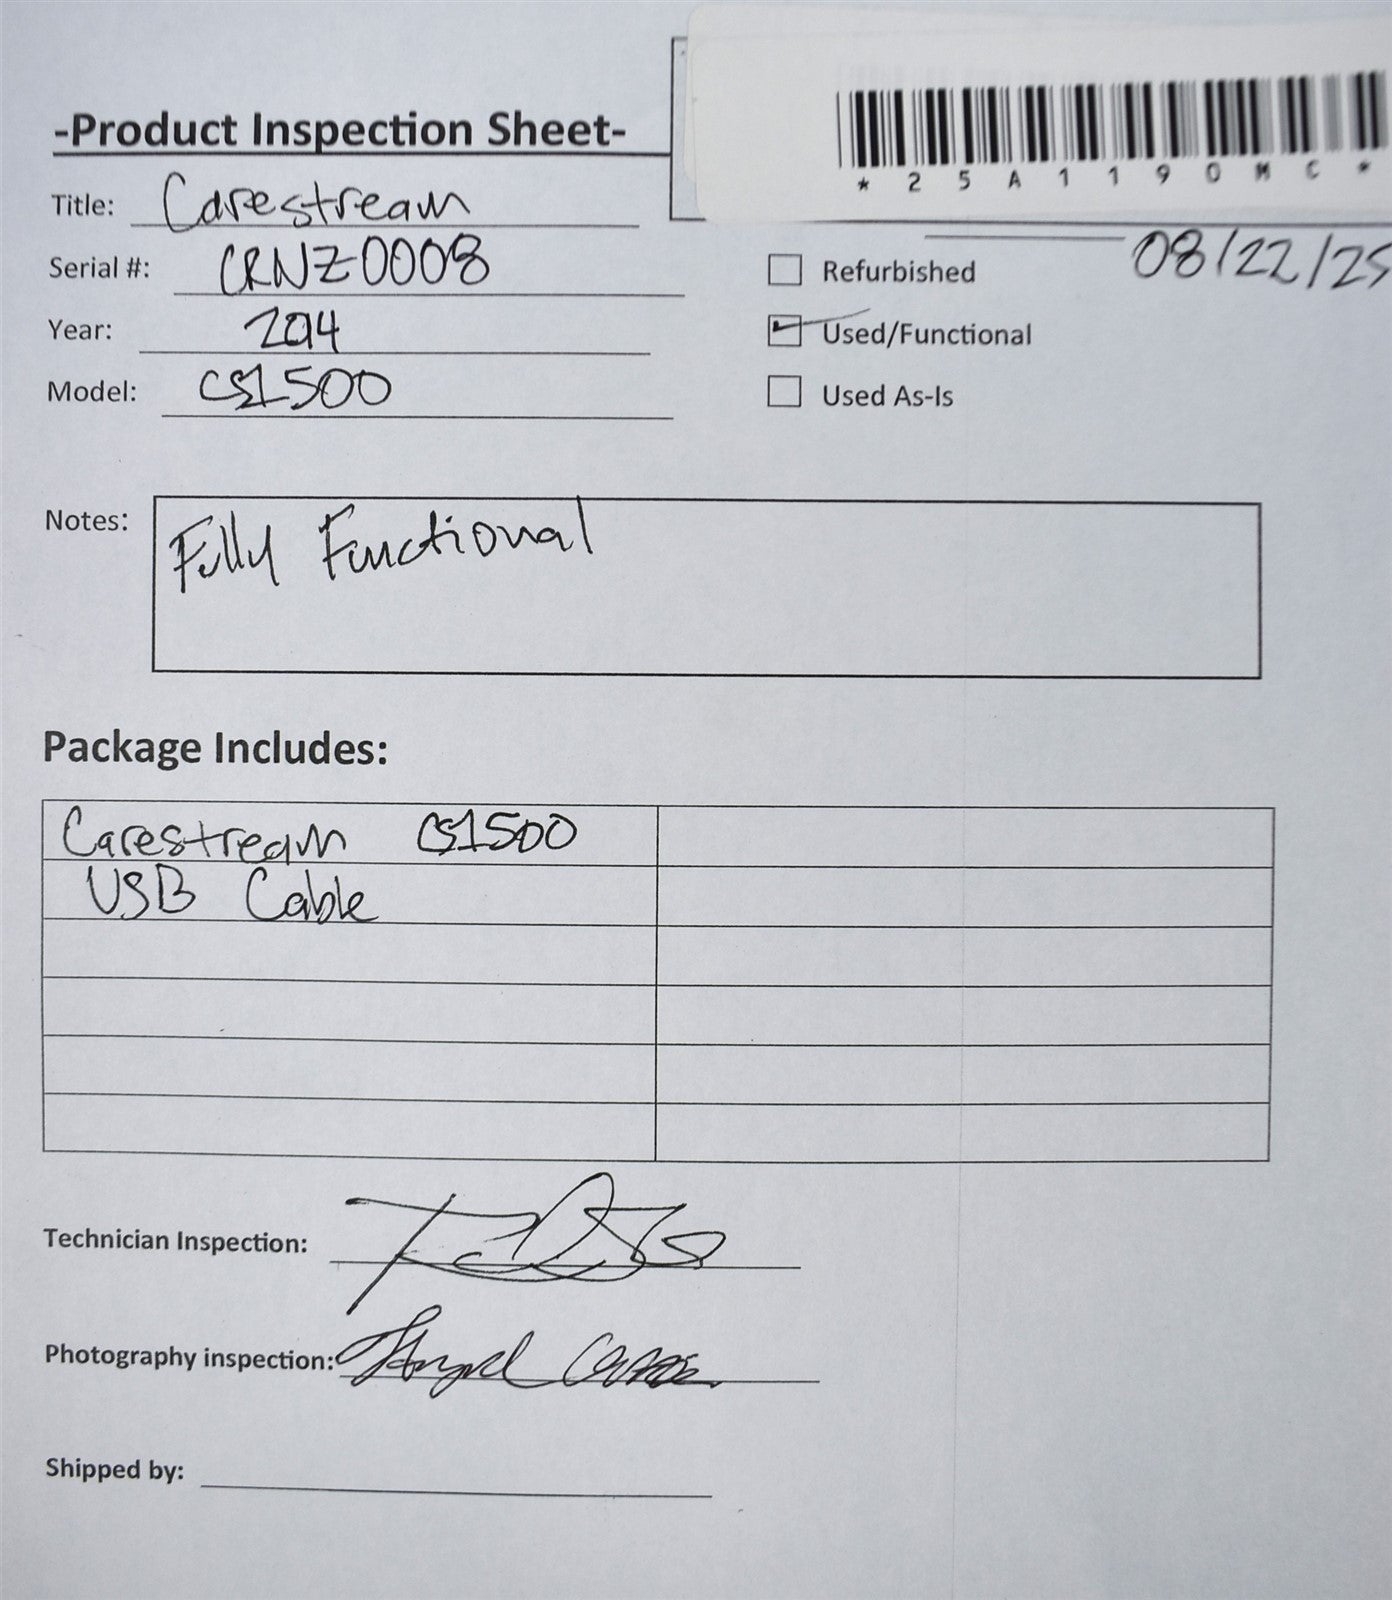 -Product Inspection Sheet-
*25A1190MC*
Title: Carestream
Serial #: CRNZ0008
Year: 2014
Model: CS1500
08/22/25
Refurbished
Used/Functional
Used As-Is
Notes: Fully Functional
Package Includes:
Carestream CS1500
USB Cable
Technician Inspection:
Photography inspection:
Shipped by: